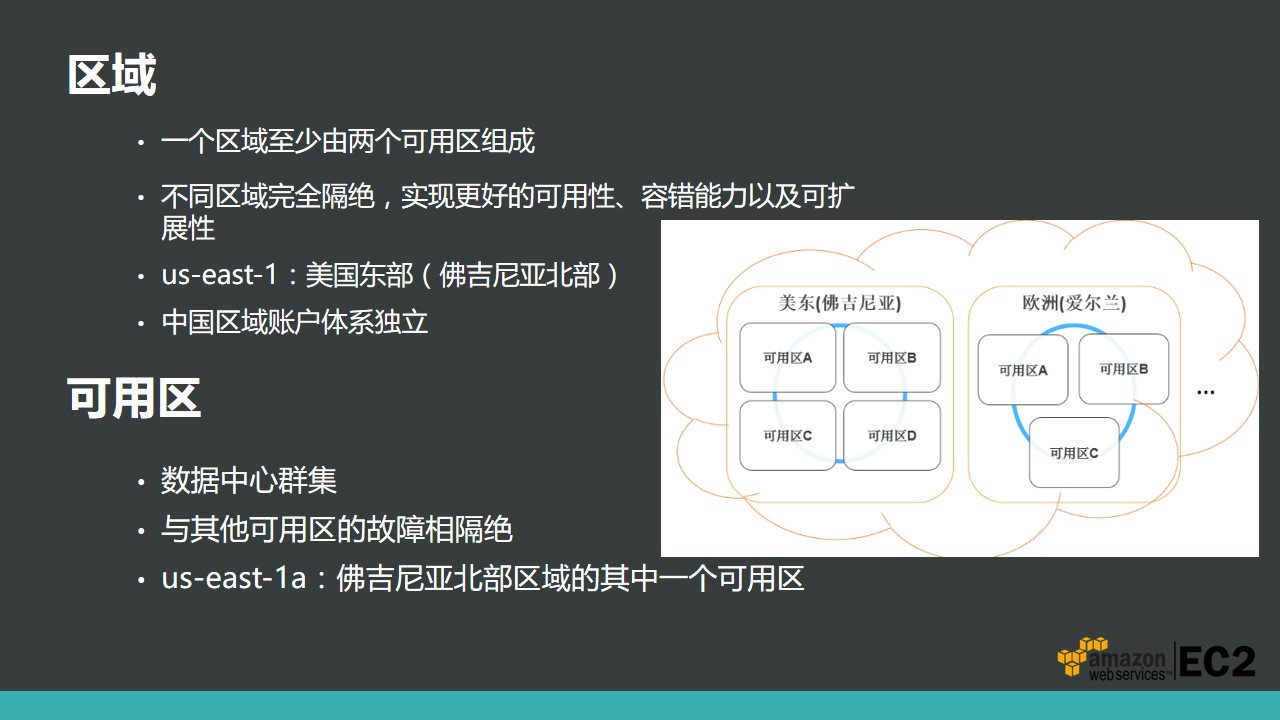 区域
• 一个区域至少由两个可用区组成
• 不同区域完全隔绝，实现更好的可用性、容错能力以及可扩
展性
• us-east-1：美国东部（佛吉尼亚北部）
• 中国区域账户体系独立
可用区
• 数据中心群集
• 与其他可用区的故障相隔绝
• us-east-1a：佛吉尼亚北部区域的其中一个可用区
美东(佛吉尼亚)
可用区A
可用区B
可用区C
可用区D
欧洲(爱尔兰)
可用区A
可用区B
可用区C
...
amazon
webservices™
EC2